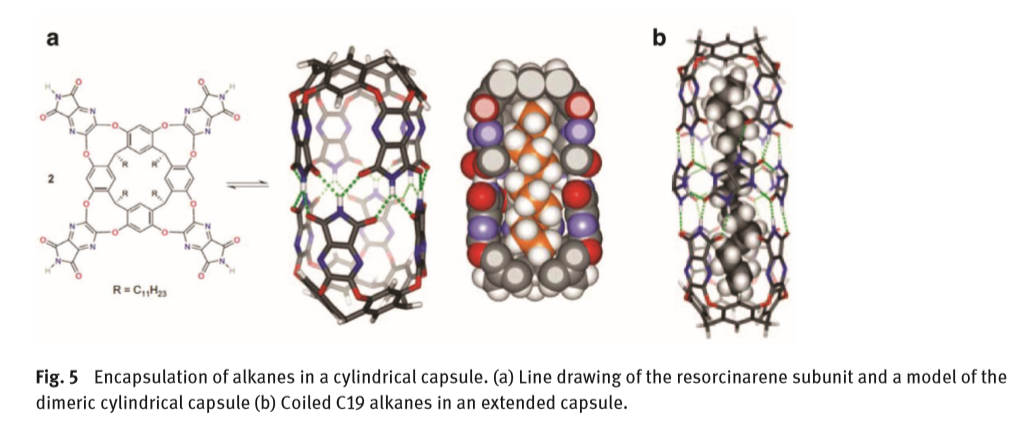 a
b
H
N
O
O
N
N
O
O
O
O
N
H
N
N
O
O
O
O
R
R
2
R
R
O
O
O
O
N
N
O
O
N
H
N
N
O
O
N
H
R = C₁₁H₂₃
Fig. 5 Encapsulation of alkanes in a cylindrical capsule. (a) Line drawing of the resorcinarene subunit and a model of the
dimeric cylindrical capsule (b) Coiled C19 alkanes in an extended capsule.